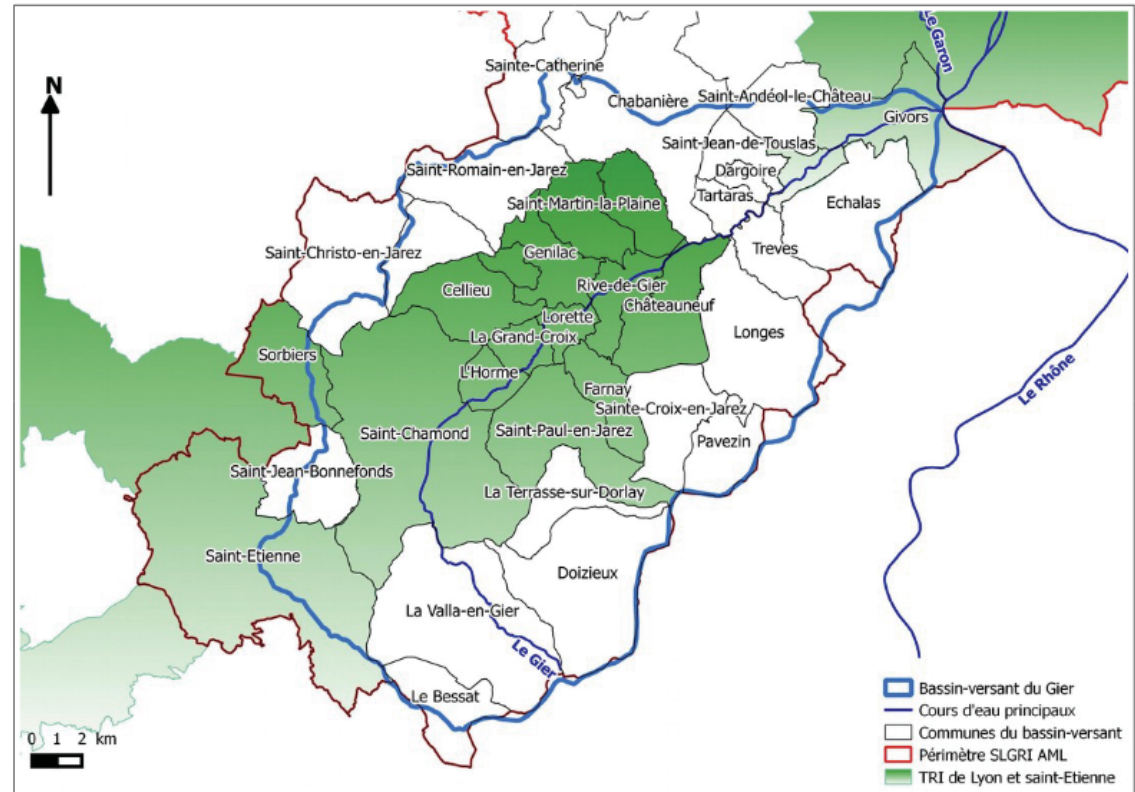 Le Garon
N
Sainte-Catherine
Chabanière
Saint-Andéol-le-Château
Givors
Saint-Jean-de-Touslas
Dargoire
Saint-Romain-en-Jarez
Tartaras
Echalas
Saint-Martin-la-Plaine
Treves
Saint-Christo-en-Jarez
Genilac
Cellieu
Rive-de-Gier
Châteauneuf
Lorette
Longes
La Grand-Croix
Sorbiers
L'Horme
Farnay
Le Rhône
Sainte-Croix-en-Jarez
Saint-Chamond
Saint-Paul-en-Jarez
Pavezin
Saint-Jean-Bonnefonds
La Terrasse-sur-Dorlay
Saint-Etienne
Doizieux
La Valla-en-Gier
Le Gier
Le Bessat
0 1 2 km
Bassin-versant du Gier
Cours d'eau principaux
Communes du bassin-versant
Périmètre SLGRI AML
TRI de Lyon et saint-Etienne